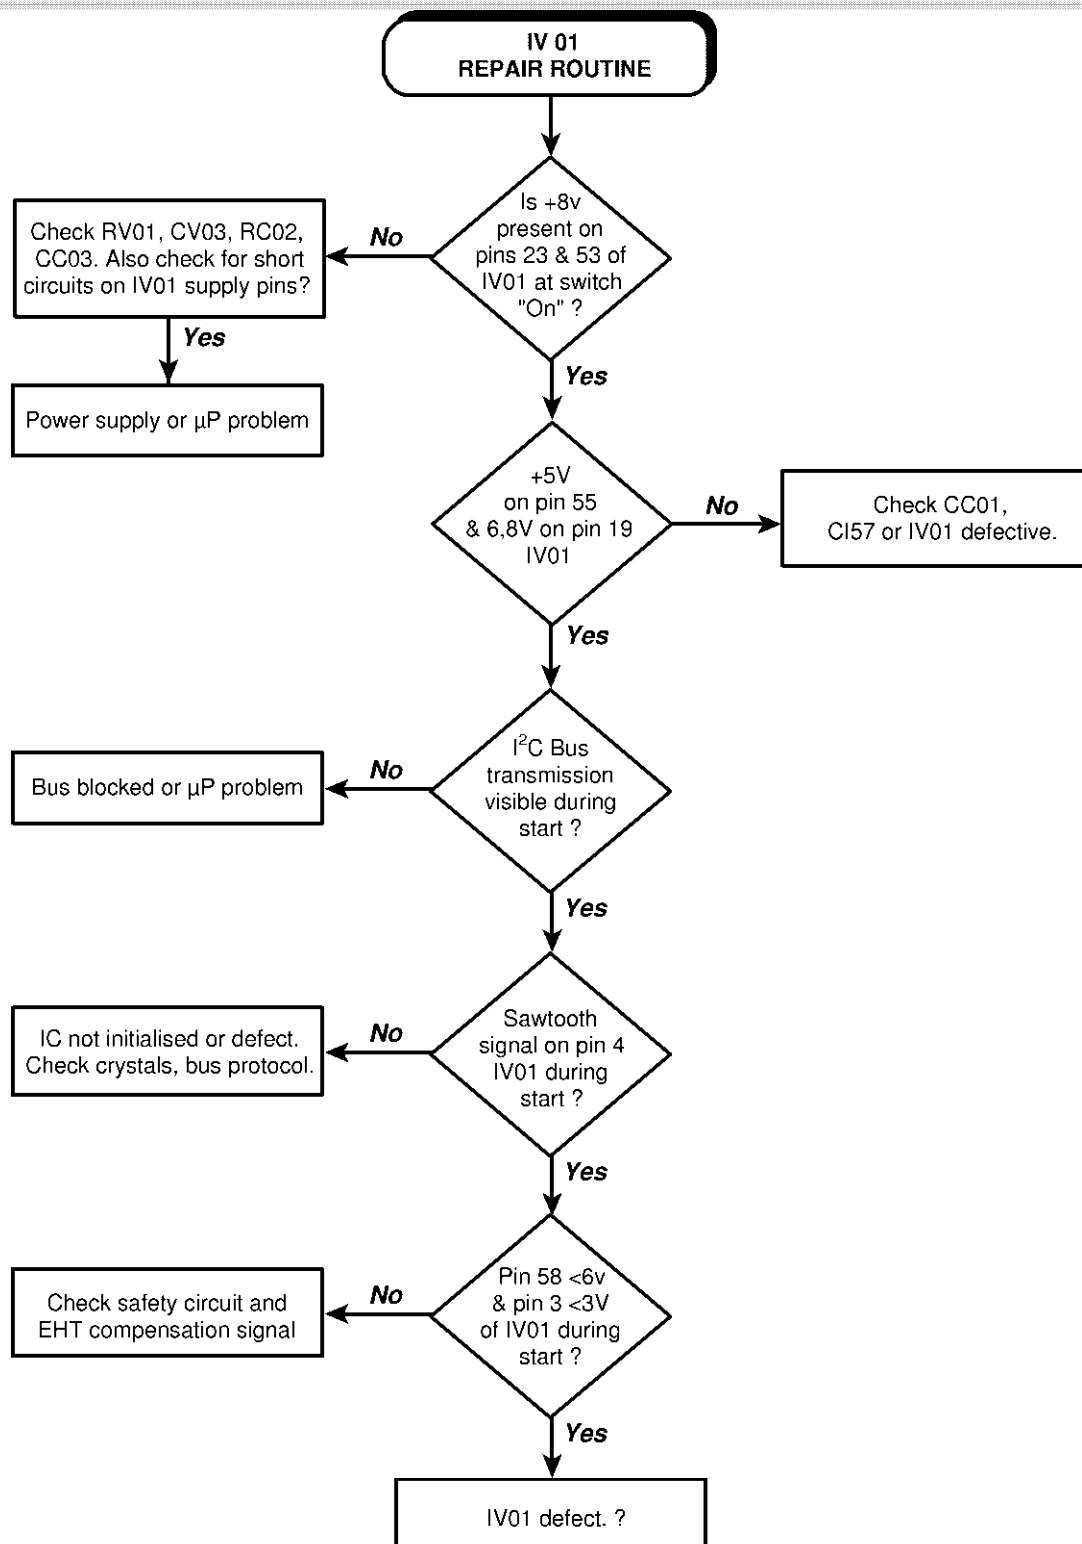 IV 01
REPAIR ROUTINE
Is +8v
present on
pins 23 & 53 of
IV01 at switch
"On" ?
No
Check RV01, CV03, RC02,
CC03. Also check for short
circuits on IV01 supply pins?
Yes
Power supply or µP problem
Yes
+5V
on pin 55
& 6,8V on pin 19
IV01
No
Check CC01,
CI57 or IV01 defective.
Yes
I²C Bus
transmission
visible during
start ?
No
Bus blocked or µP problem
Yes
Sawtooth
signal on pin 4
IV01 during
start ?
No
IC not initialised or defect.
Check crystals, bus protocol.
Yes
Pin 58 <6v
& pin 3 <3V
of IV01 during
start ?
No
Check safety circuit and
EHT compensation signal
Yes
IV01 defect. ?